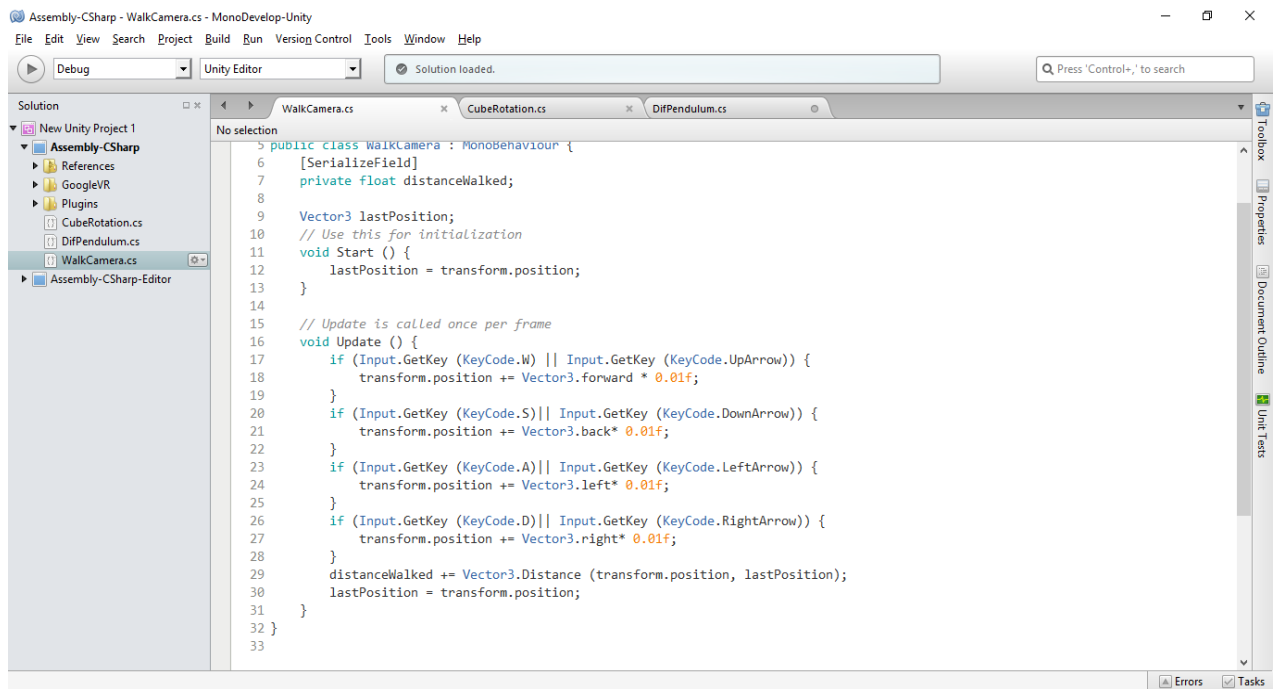 Assembly-CSharp - WalkCamera.cs - MonoDevelop-Unity
File Edit View Search Project Build Run Version Control Tools Window Help
Debug Unity Editor Solution loaded. Press 'Control+,' to search
Solution
New Unity Project 1
Assembly-CSharp
References
GoogleVR
Plugins
CubeRotation.cs
DifPendulum.cs
WalkCamera.cs
Assembly-CSharp-Editor
WalkCamera.cs CubeRotation.cs DifPendulum.cs
No selection
5 public class WalkCamera : MonoBehaviour {
6 [SerializeField]
7 private float distanceWalked;
8
9 Vector3 lastPosition;
10 // Use this for initialization
11 void Start () {
12 lastPosition = transform.position;
13 }
14
15 // Update is called once per frame
16 void Update () {
17 if (Input.GetKey (KeyCode.W) || Input.GetKey (KeyCode.UpArrow)) {
18 transform.position += Vector3.forward * 0.01f;
19 }
20 if (Input.GetKey (KeyCode.S)|| Input.GetKey (KeyCode.DownArrow)) {
21 transform.position += Vector3.back* 0.01f;
22 }
23 if (Input.GetKey (KeyCode.A)|| Input.GetKey (KeyCode.LeftArrow)) {
24 transform.position += Vector3.left* 0.01f;
25 }
26 if (Input.GetKey (KeyCode.D)|| Input.GetKey (KeyCode.RightArrow)) {
27 transform.position += Vector3.right* 0.01f;
28 }
29 distanceWalked += Vector3.Distance (transform.position, lastPosition);
30 lastPosition = transform.position;
31 }
32 }
33
Toolbox
Properties
Document Outline
Unit Tests
Errors Tasks